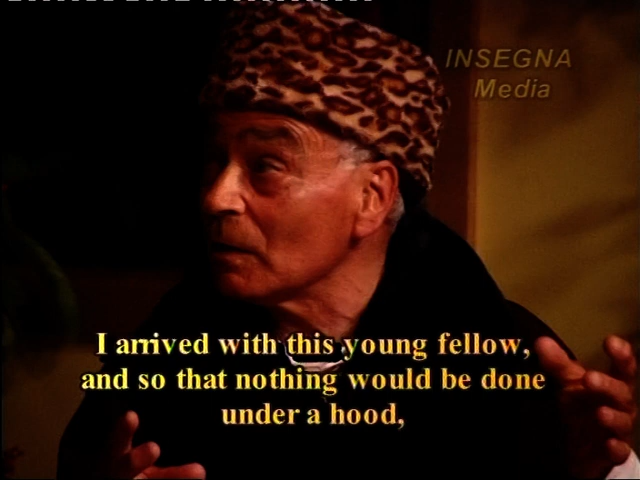 INSEGNA
Media
I arrived with this young fellow,
and so that nothing would be done
under a hood,